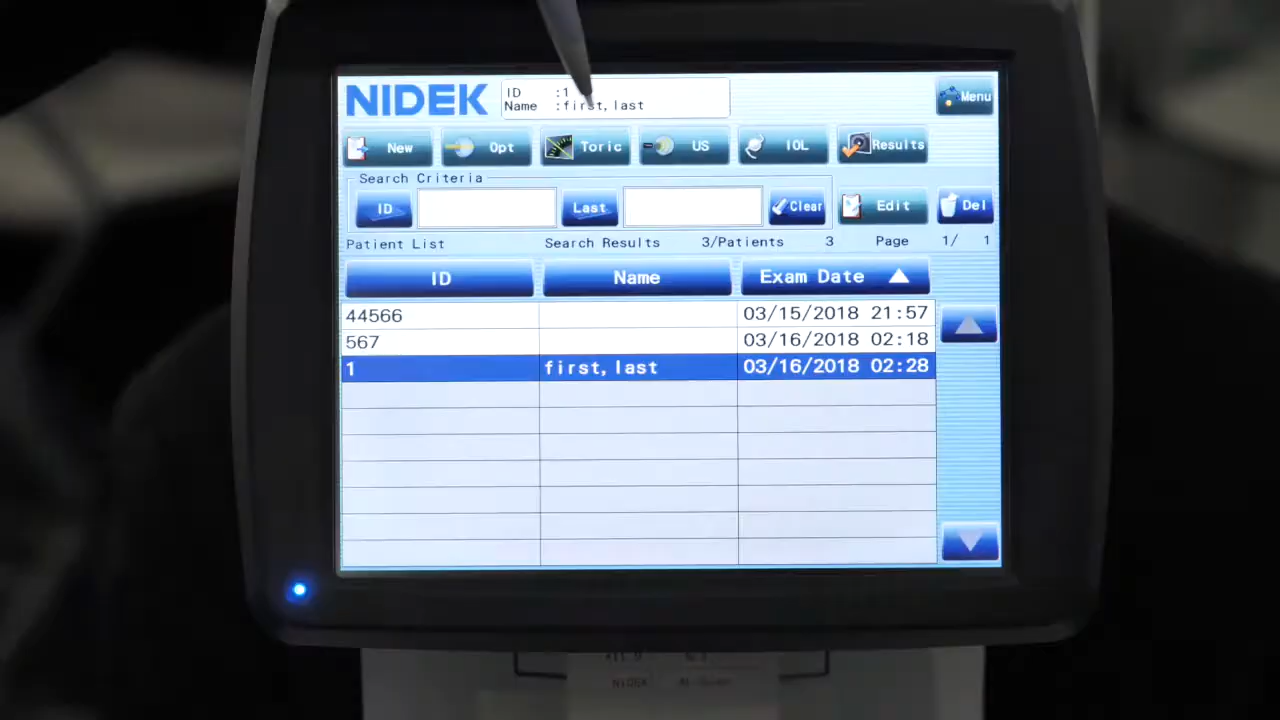 NIDEK
ID :1
Name :first,last
Menu
New Opt Toric US IOL Results
Search Criteria
ID Last Clear Edit Del
Patient List Search Results 3/Patients 3 Page 1/ 1
ID Name Exam Date
44566 03/15/2018 21:57
567 03/16/2018 02:18
1 first,last 03/16/2018 02:28
NIDEK